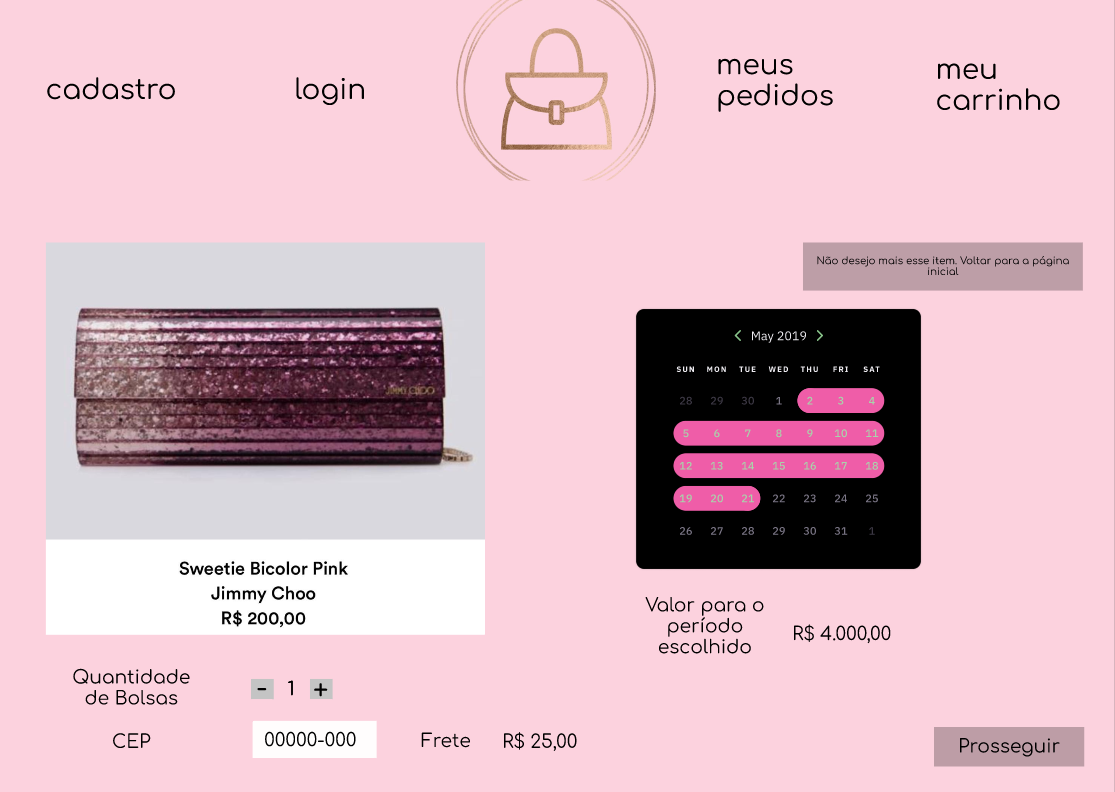 cadastro
login
meus
pedidos
meu
carrinho
Não desejo mais esse item. Voltar para a página
inicial
JIMMY CHOO
Sweetie Bicolor Pink
Jimmy Choo
R$ 200,00
May 2019
SUN MON TUE WED THU FRI SAT
28 29 30 1 2 3 4
5 6 7 8 9 10 11
12 13 14 15 16 17 18
19 20 21 22 23 24 25
26 27 28 29 30 31 1
Valor para o
período
escolhido
R$ 4.000,00
Quantidade
de Bolsas
- 1 +
CEP
00000-000
Frete
R$ 25,00
Prosseguir